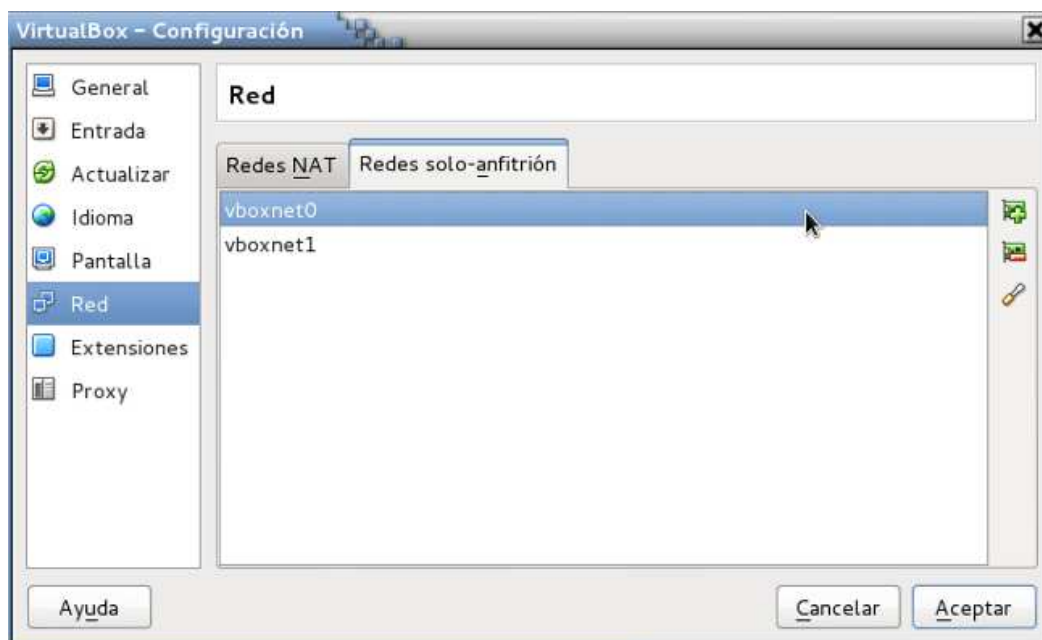 VirtualBox – Configuración
General
Entrada
Actualizar
Idioma
Pantalla
Red
Extensiones
Proxy
Red
Redes NAT
Redes solo-anfitrión
vboxnet0
vboxnet1
Ayuda
Cancelar
Aceptar